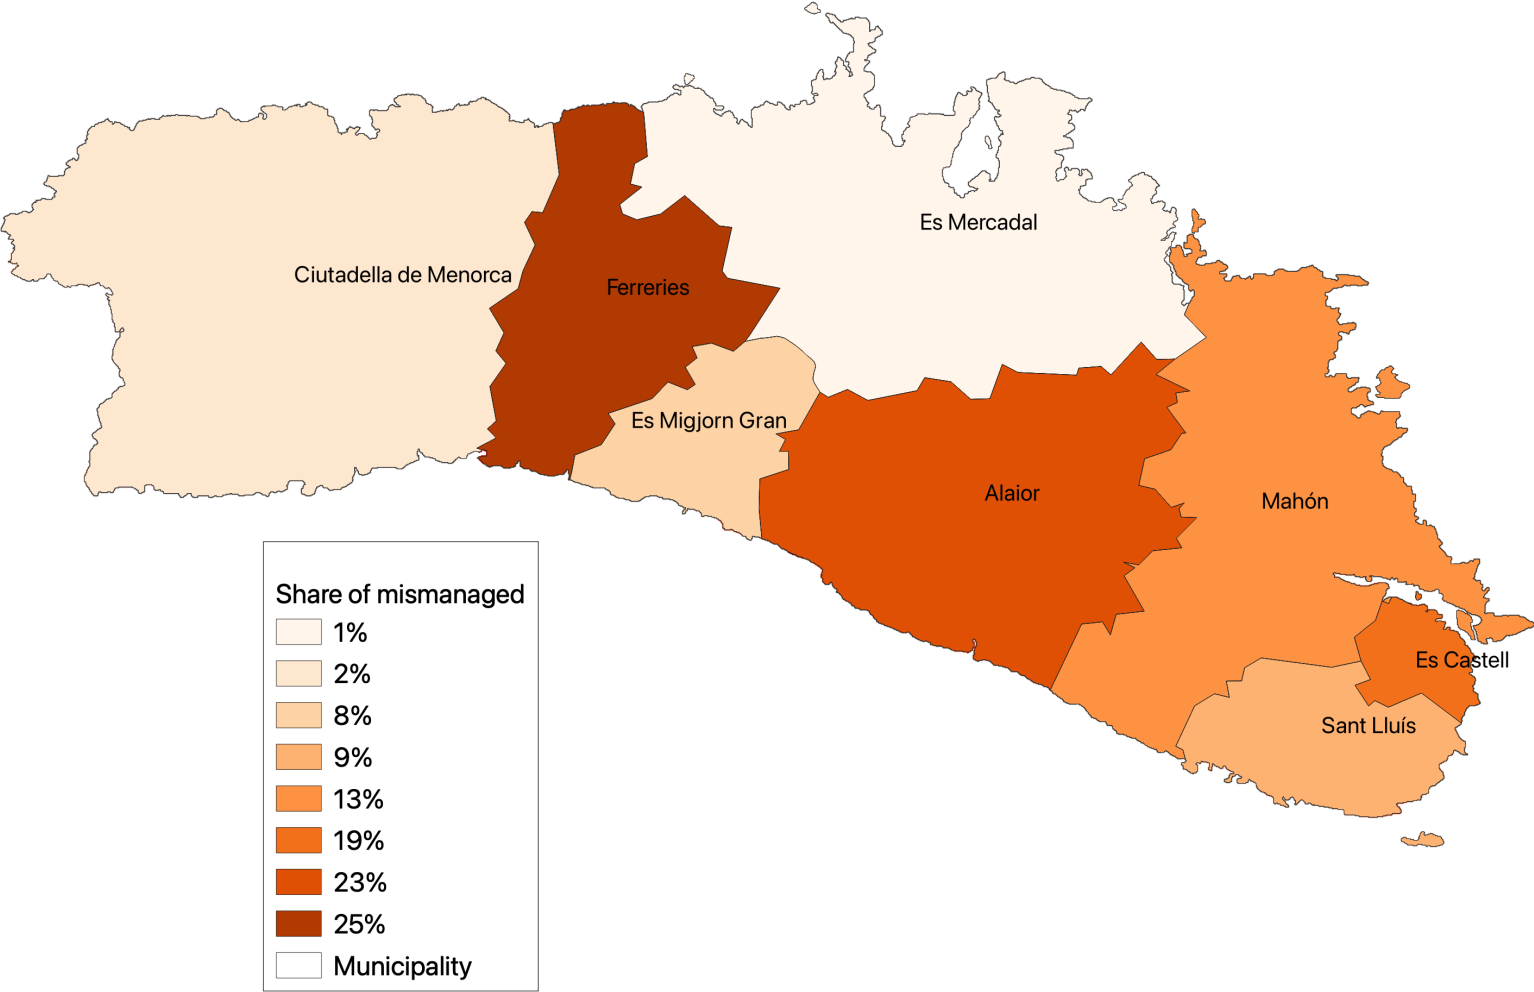 Es Mercadal
Ciutadella de Menorca
Ferreries
Es Migjorn Gran
Alaior
Mahón
Es Castell
Sant Lluís
Share of mismanaged
1%
2%
8%
9%
13%
19%
23%
25%
Municipality